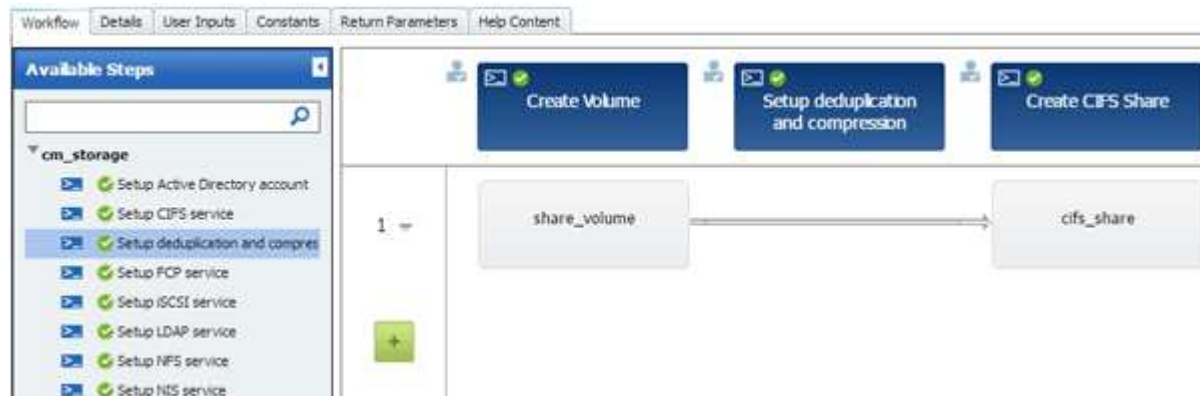 Workflow Details User Inputs Constants Return Parameters Help Content
Available Steps
cm_storage
Setup Active Directory account
Setup CIFS service
Setup deduplication and compres
Setup FCP service
Setup iSCSI service
Setup LDAP service
Setup NFS service
Setup NIS service
Create Volume
Setup deduplication
and compression
Create CIFS Share
1
share_volume
cifs_share
+